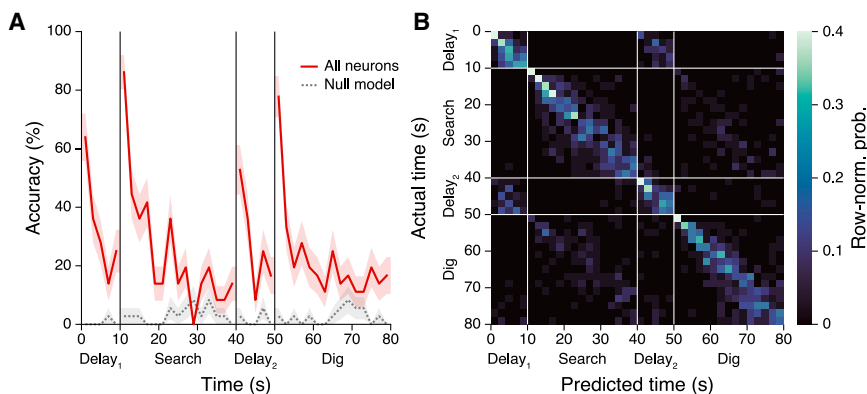 A
100
80
60
40
20
0
Accuracy (%)
All neurons
Null model
0 10 20 30 40 50 60 70 80
Delay1 Search Delay2 Dig
Time (s)
B
0
10
20
30
40
50
60
70
80
Delay1
Search
Delay2
Dig
Actual time (s)
0 10 20 30 40 50 60 70 80
Delay1 Search Delay2 Dig
Predicted time (s)
0.4
0.3
0.2
0.1
0
Row-norm. prob.